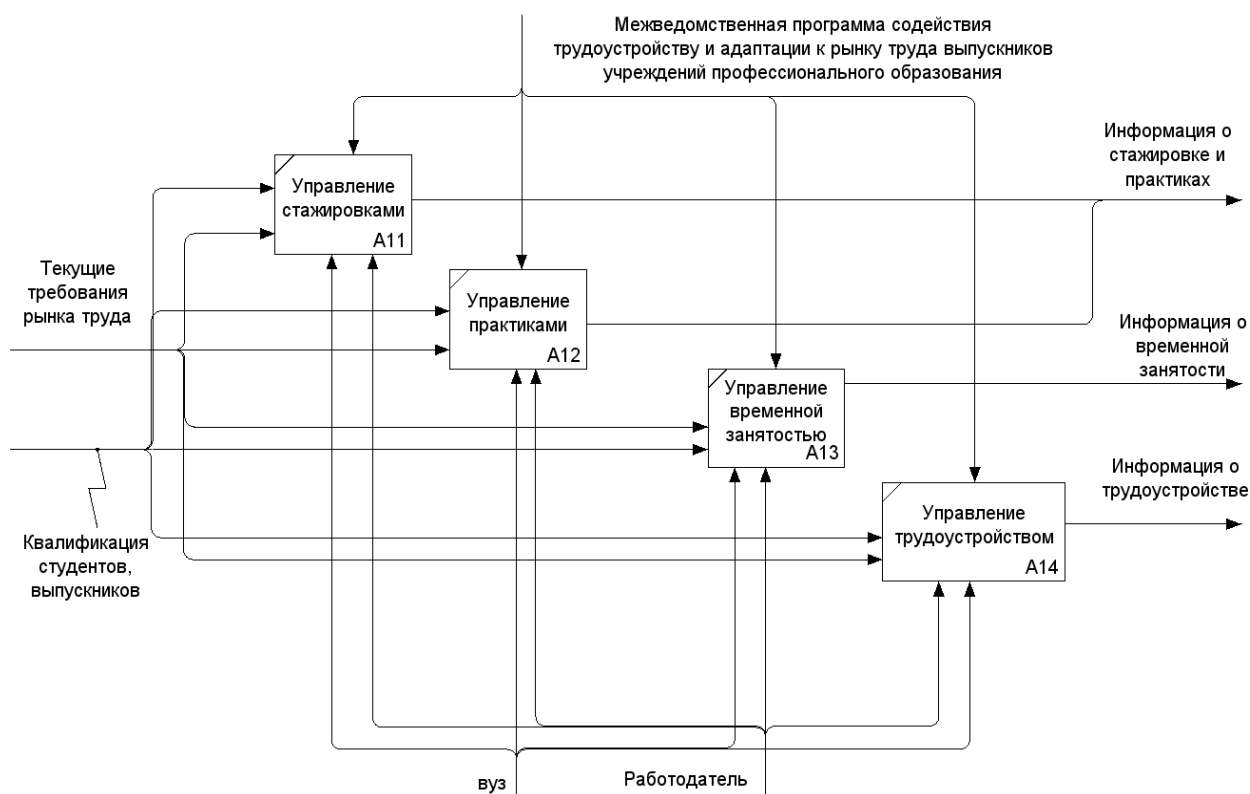 Межведомственная программа содействия
трудоустройству и адаптации к рынку труда выпускников
учреждений профессионального образования
Информация о
стажировке и
практиках
Управление
стажировками
A11
Текущие
требования
рынка труда
Управление
практиками
A12
Информация о
временной
занятости
Управление
временной
занятостью
A13
Информация о
трудоустройстве
Управление
трудоустройством
A14
Квалификация
студентов,
выпускников
вуз
Работодатель